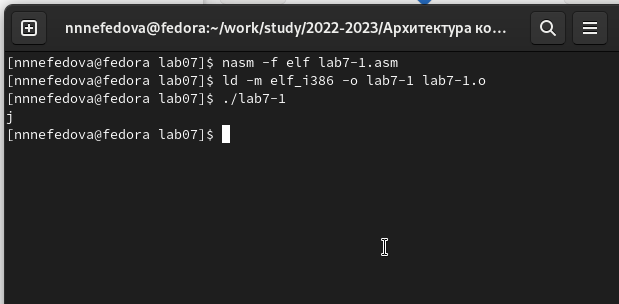 nnnefedova@fedora:~/work/study/2022-2023/Архитектура ко...
[nnnefedova@fedora lab07]$ nasm -f elf lab7-1.asm
[nnnefedova@fedora lab07]$ ld -m elf_i386 -o lab7-1 lab7-1.o
[nnnefedova@fedora lab07]$ ./lab7-1
j
[nnnefedova@fedora lab07]$